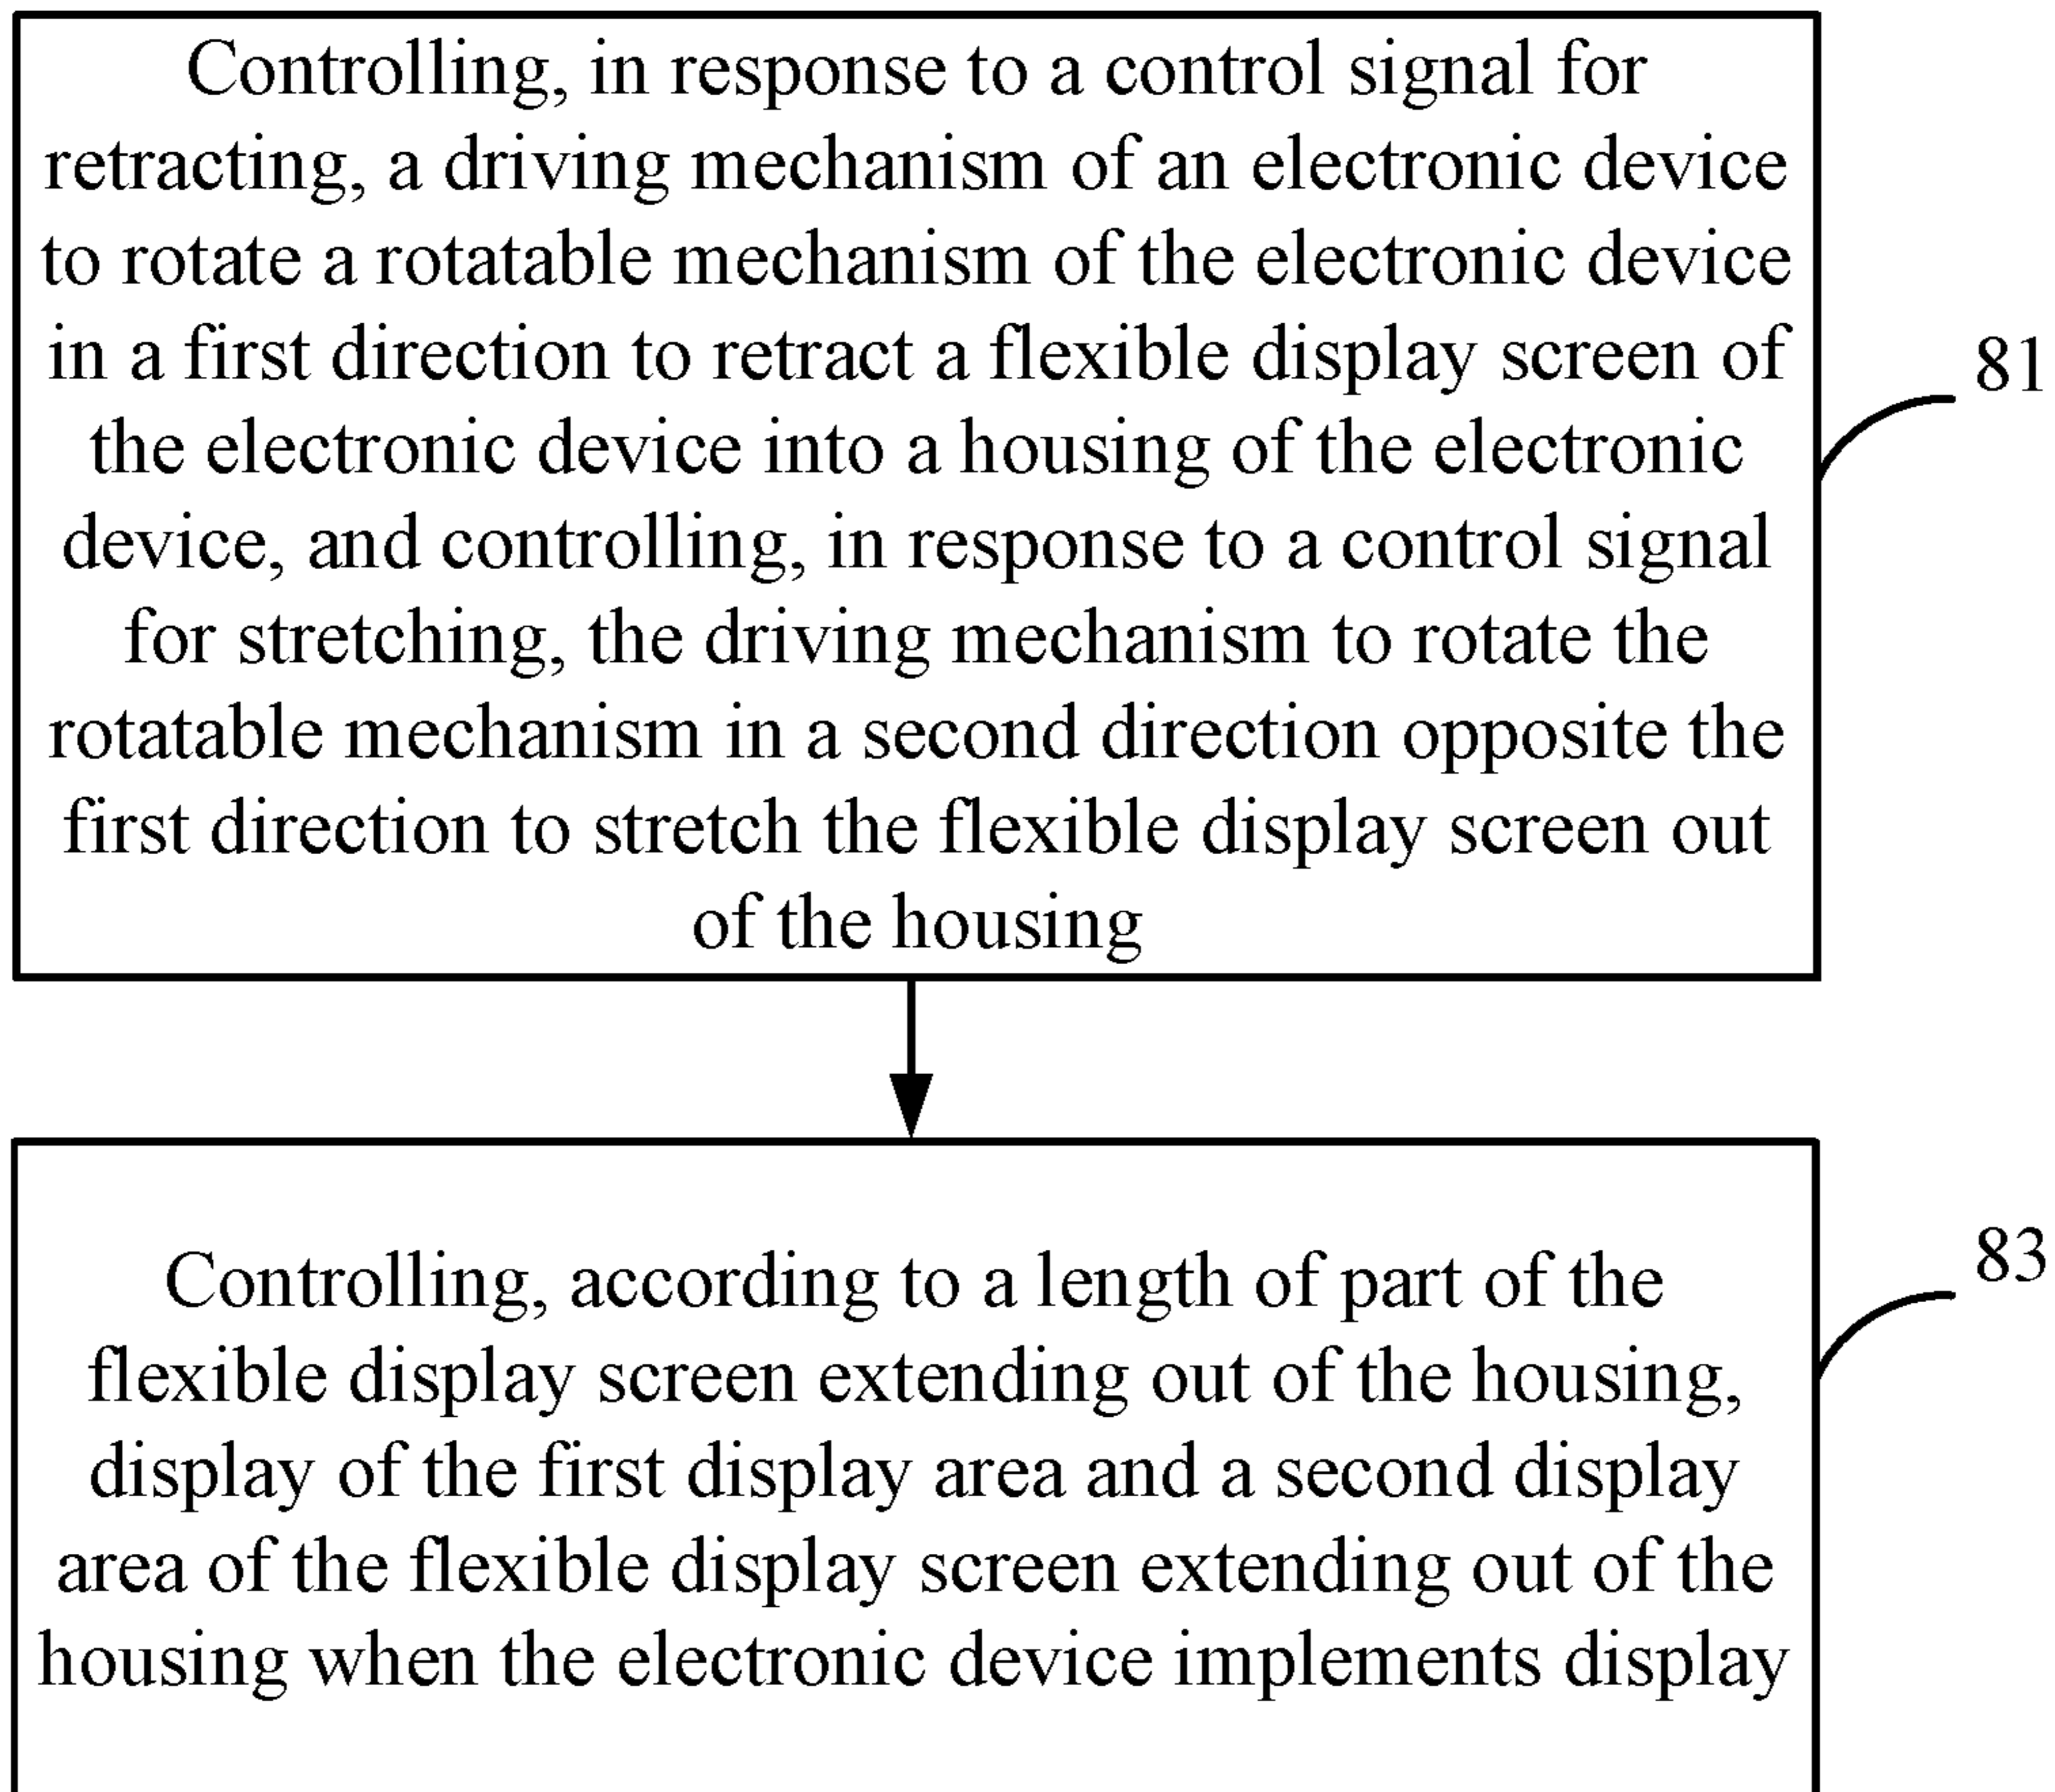 Controlling, in response to a control signal for
retracting, a driving mechanism of an electronic device
to rotate a rotatable mechanism of the electronic device
in a first direction to retract a flexible display screen of
the electronic device into a housing of the electronic
device, and controlling, in response to a control signal
for stretching, the driving mechanism to rotate the
rotatable mechanism in a second direction opposite the
first direction to stretch the flexible display screen out
of the housing
81
Controlling, according to a length of part of the
flexible display screen extending out of the housing,
display of the first display area and a second display
area of the flexible display screen extending out of the
housing when the electronic device implements display
83